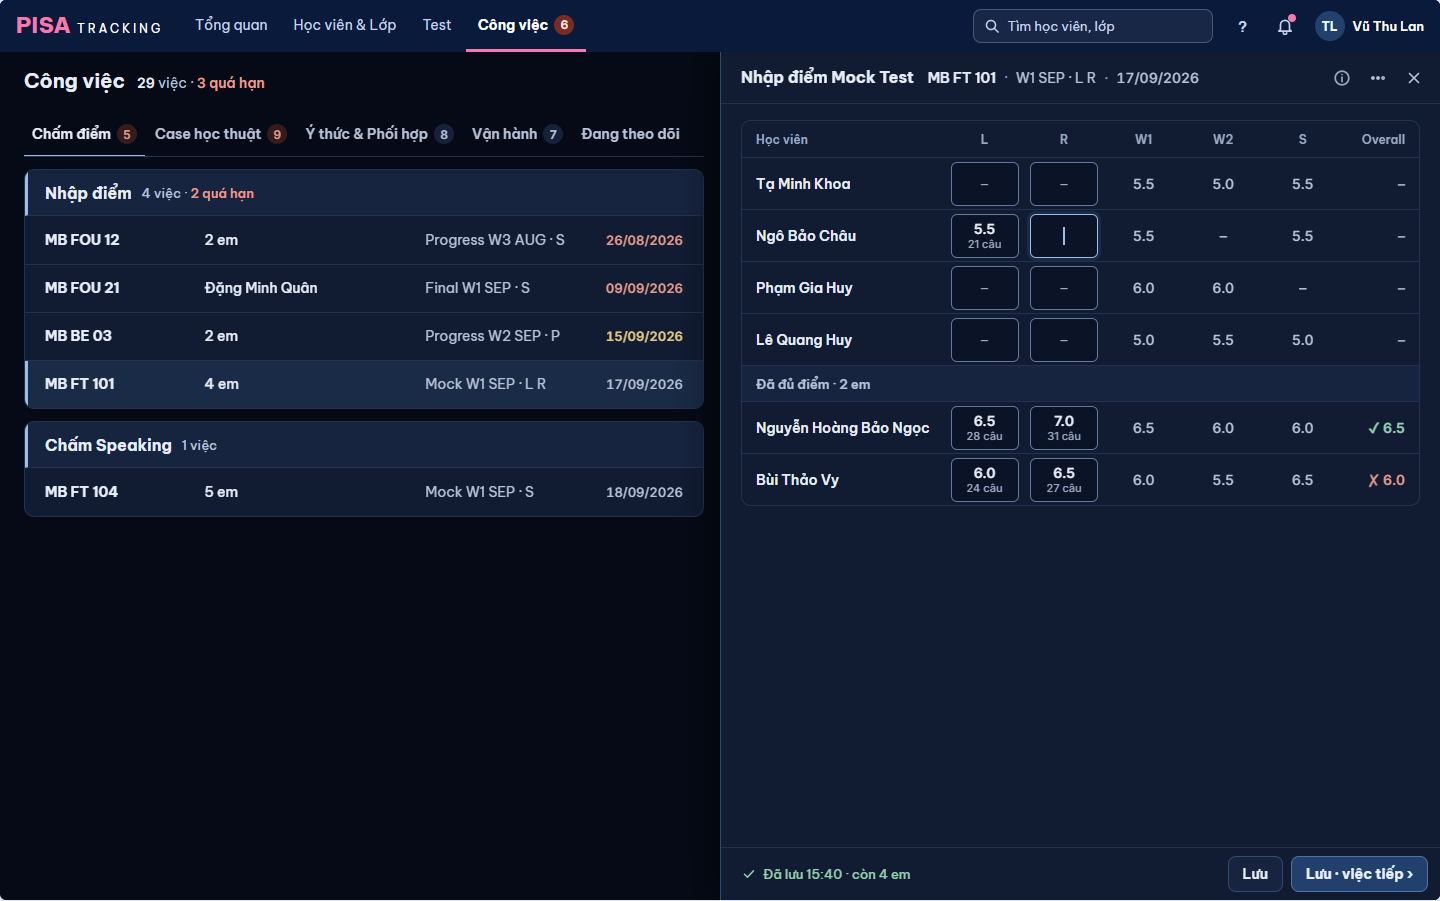 PISA TRACKING Tổng quan Học viên & Lớp Test Công việc 6 Tìm học viên, lớp ? TL Vũ Thu Lan
Công việc 29 việc · 3 quá hạn
Chấm điểm 5 Case học thuật 9 Ý thức & Phối hợp 8 Vận hành 7 Đang theo dõi
Nhập điểm 4 việc · 2 quá hạn
MB FOU 12 2 em Progress W3 AUG · S 26/08/2026
MB FOU 21 Đặng Minh Quân Final W1 SEP · S 09/09/2026
MB BE 03 2 em Progress W2 SEP · P 15/09/2026
MB FT 101 4 em Mock W1 SEP · L R 17/09/2026
Chấm Speaking 1 việc
MB FT 104 5 em Mock W1 SEP · S 18/09/2026
Nhập điểm Mock Test MB FT 101 · W1 SEP · L R · 17/09/2026
Học viên L R W1 W2 S Overall
Tạ Minh Khoa – – 5.5 5.0 5.5 –
Ngô Bảo Châu 5.5 5.5 – 5.5 –
21 câu
Phạm Gia Huy – – 6.0 6.0 – –
Lê Quang Huy – – 5.0 5.5 5.0 –
Đã đủ điểm · 2 em
Nguyễn Hoàng Bảo Ngọc 6.5 7.0 6.5 6.0 6.0 ✓ 6.5
28 câu 31 câu
Bùi Thảo Vy 6.0 6.5 6.0 5.5 6.5 ✗ 6.0
24 câu 27 câu
✓ Đã lưu 15:40 · còn 4 em Lưu Lưu · việc tiếp ›